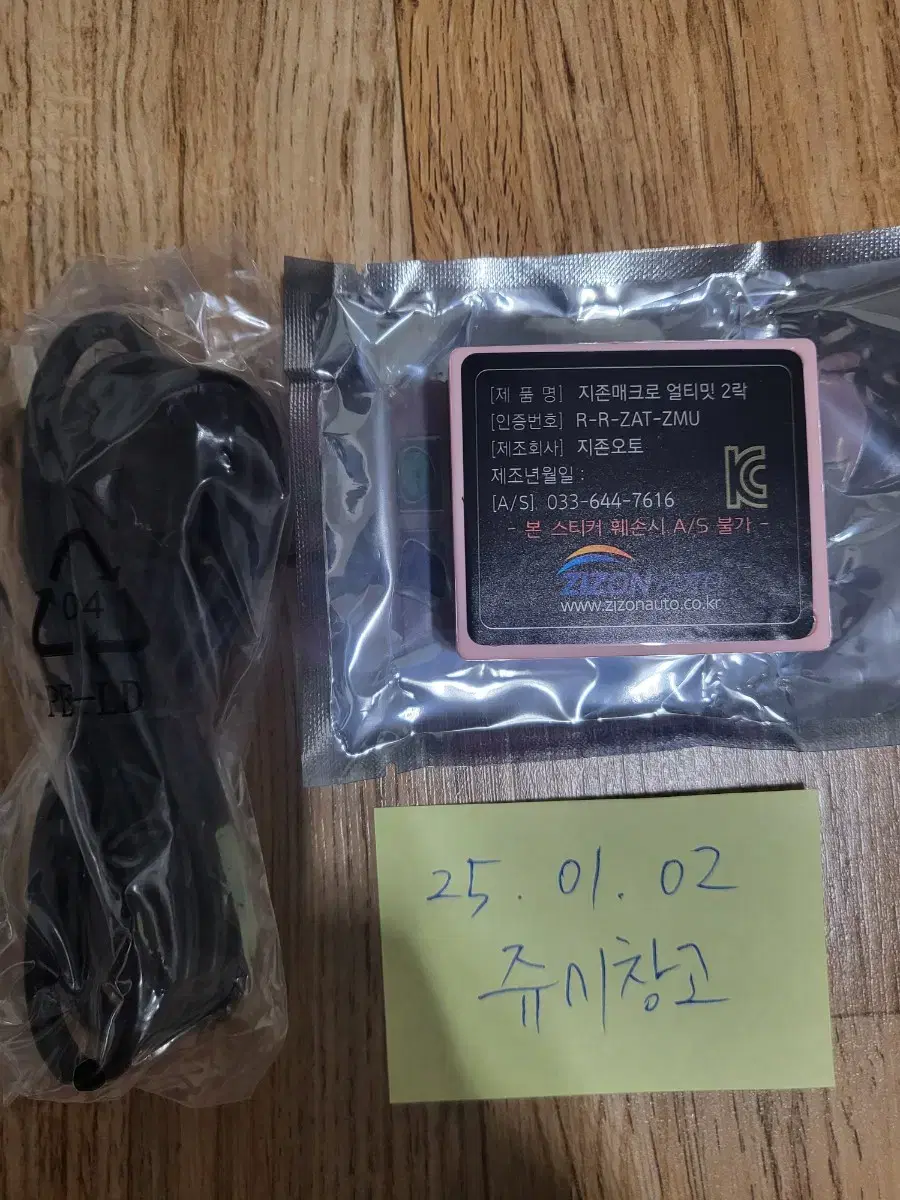 04
PE-LD
[제 품 명] 지존매크로 얼티밋 2락
[인증번호] R-R-ZAT-ZMU
[제조회사] 지존오토
제조년월일 :
[A/S] 033-644-7616
- 본 스티커 훼손시 A/S 불가 -
ZIZON AUTO
www.zizonauto.co.kr
25.01.02
쥬시창고